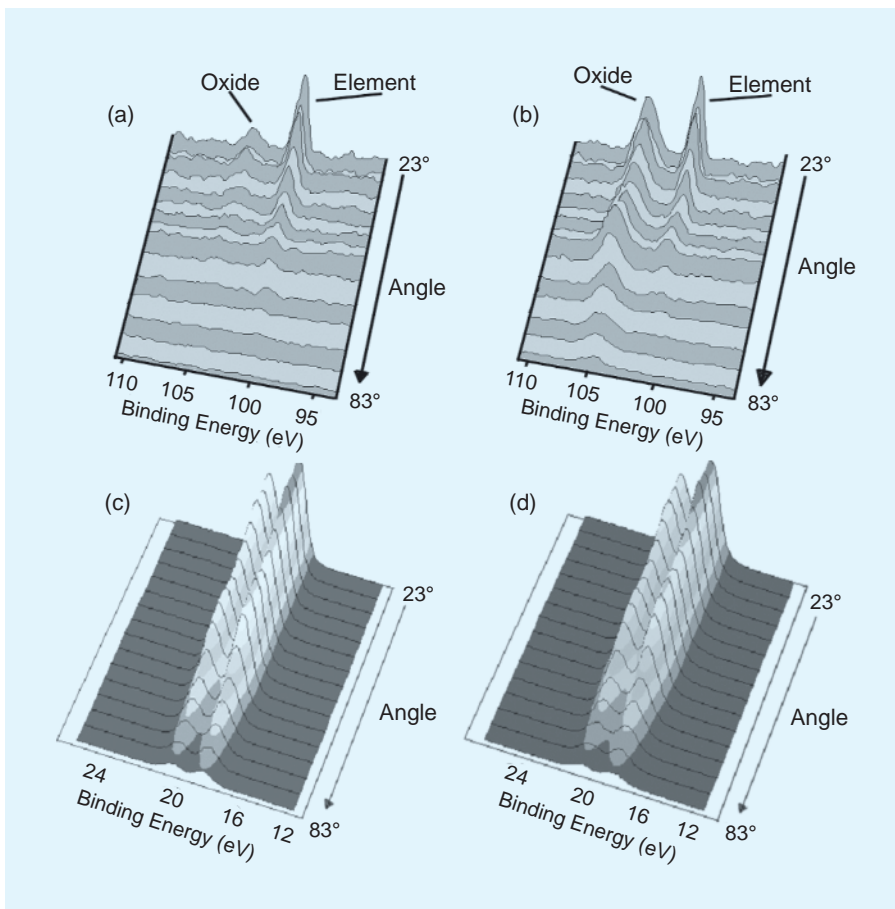 (a)
Oxide
Element
23°
Angle
83°
110
105
100
95
Binding Energy (eV)
(b)
Oxide
Element
23°
Angle
83°
110
105
100
95
Binding Energy (eV)
(c)
23°
Angle
83°
24
20
16
12
Binding Energy (eV)
(d)
23°
Angle
83°
24
20
16
12
Binding Energy (eV)